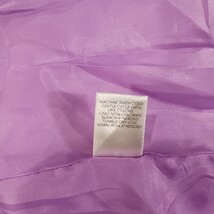 MACHINE WASH COLD
GENTLE CYCLE WITH
LIKE COLORS
ONLY NON-CHLORINE
BLEACH IF NEEDED
TUMBLE DRY LOW
WARM IRON IF NEEDED